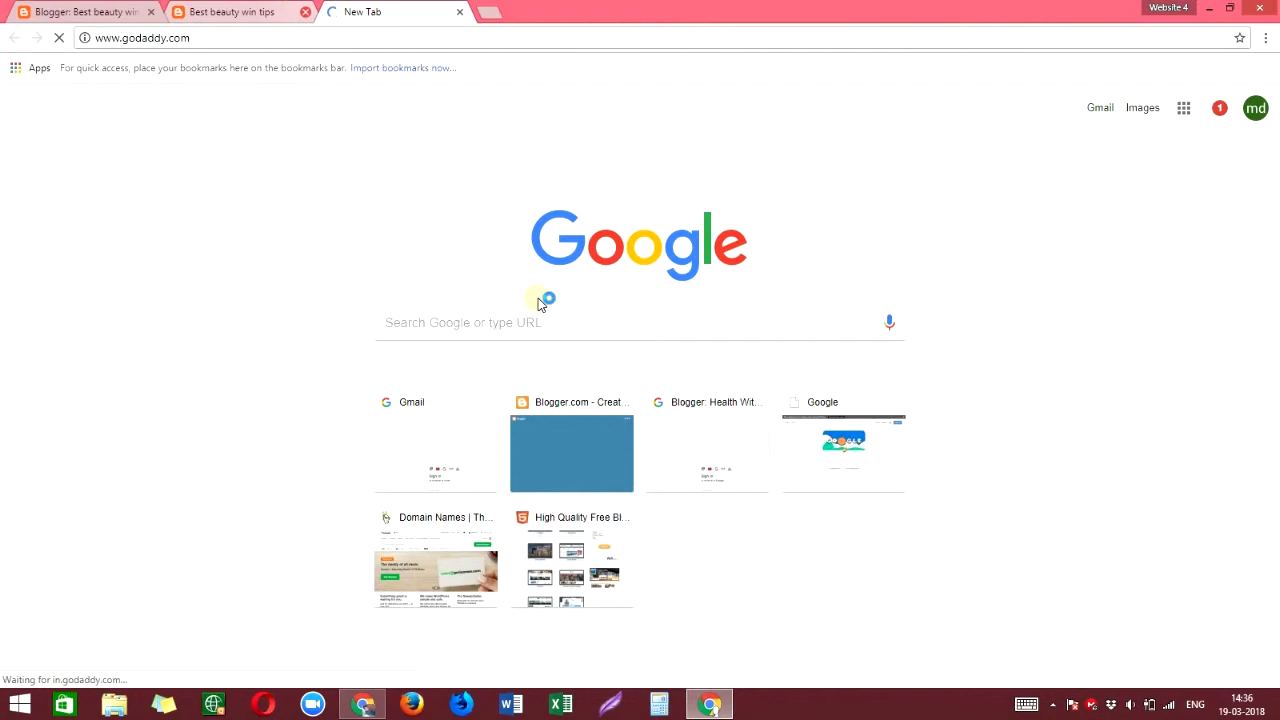 Blogger: Best beauty win
Best beauty win tips
New Tab
Website 4
www.godaddy.com
Apps
For quick access, place your bookmarks here on the bookmarks bar. Import bookmarks now...
Gmail
Images
1
md
Google
Search Google or type URL
Gmail
Blogger.com - Creat...
Blogger: Health Wit...
Google
Domain Names | Th...
High Quality Free Bl...
Waiting for in.godaddy.com...
ENG
14:36
19-03-2018